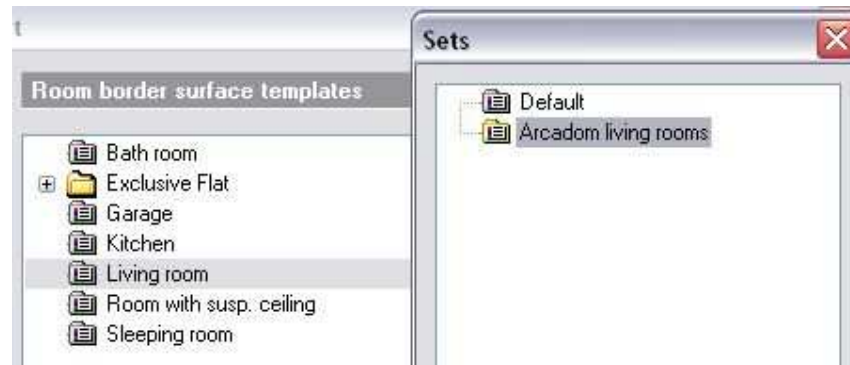 t
Room border surface templates
Bath room
Exclusive Flat
Garage
Kitchen
Living room
Room with susp. ceiling
Sleeping room
Sets
Default
Arcadom living rooms